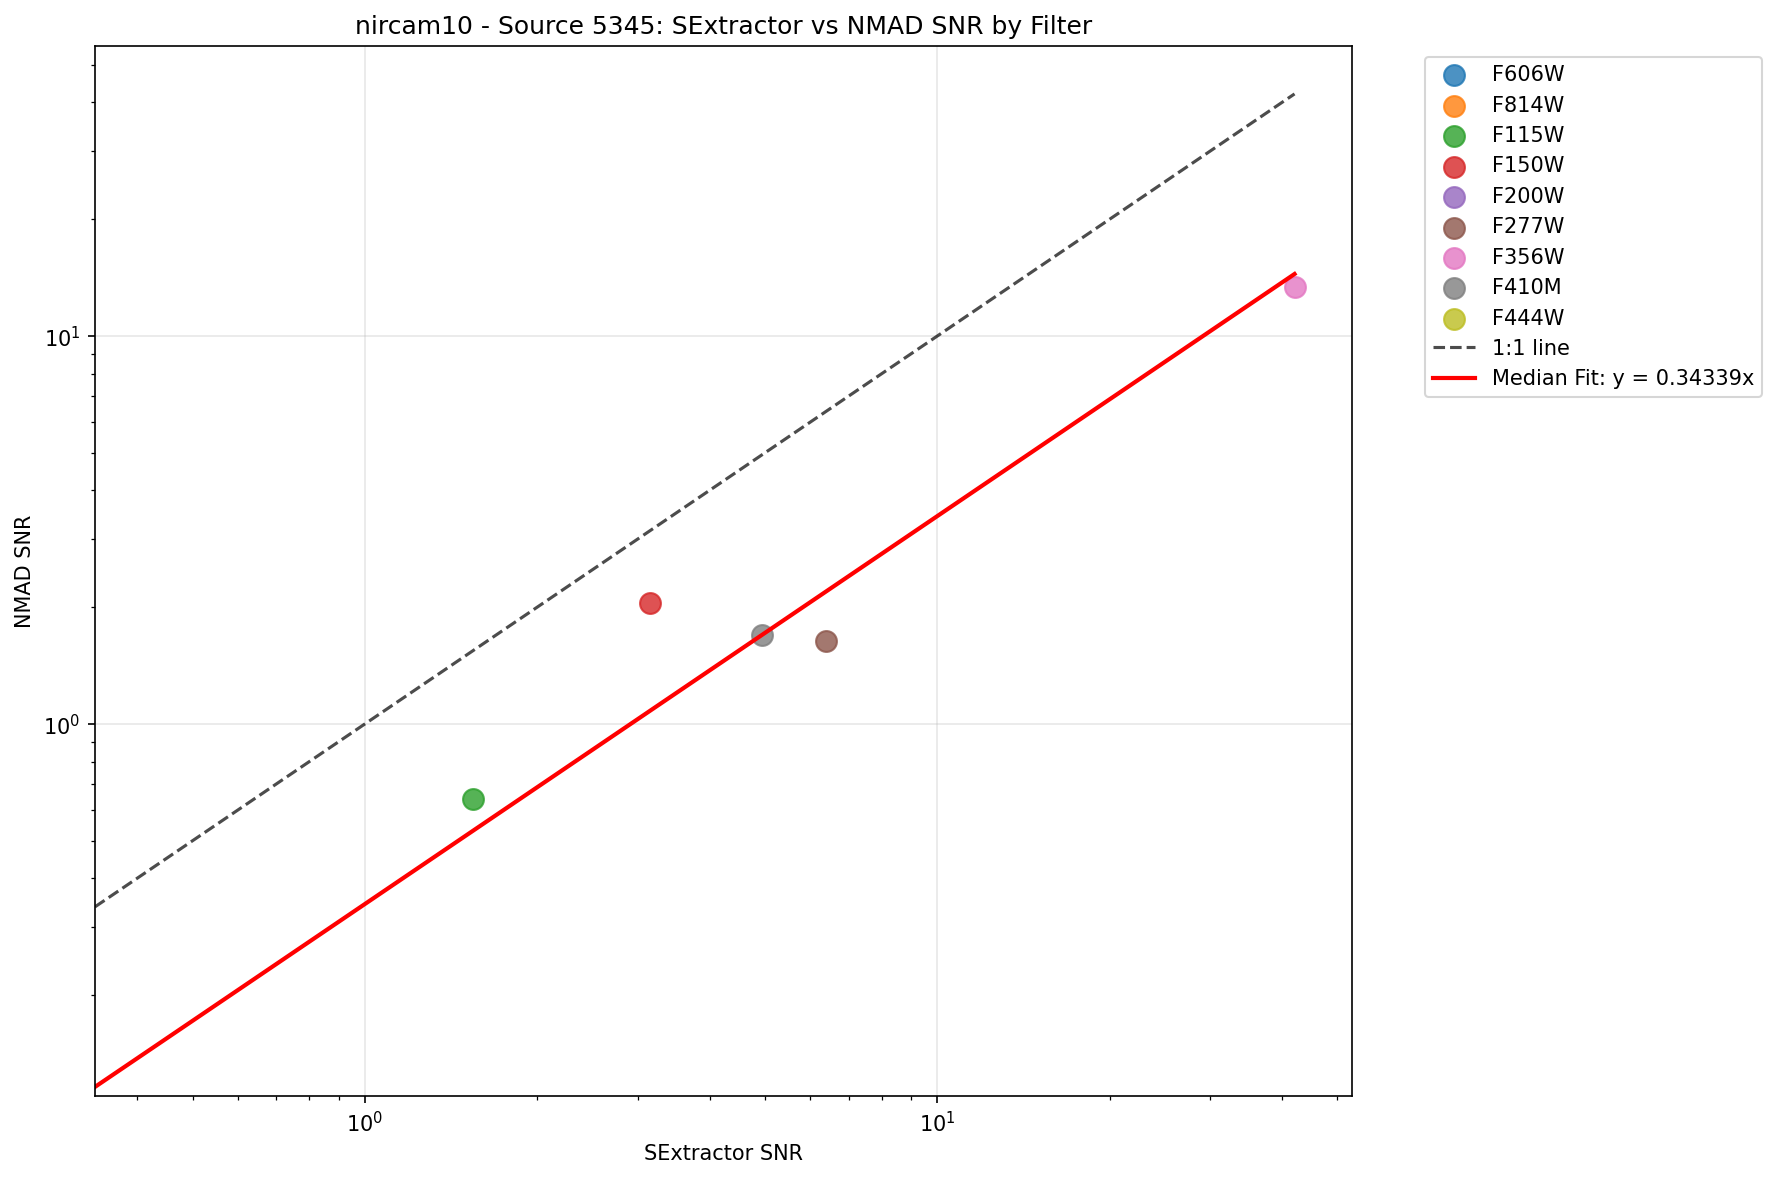 nircam10 - Source 5345: SExtractor vs NMAD SNR by Filter
F606W
F814W
F115W
F150W
F200W
F277W
F356W
F410M
F444W
1:1 line
Median Fit: y = 0.34339x
NMAD SNR
10¹
10⁰
10⁰
10¹
SExtractor SNR